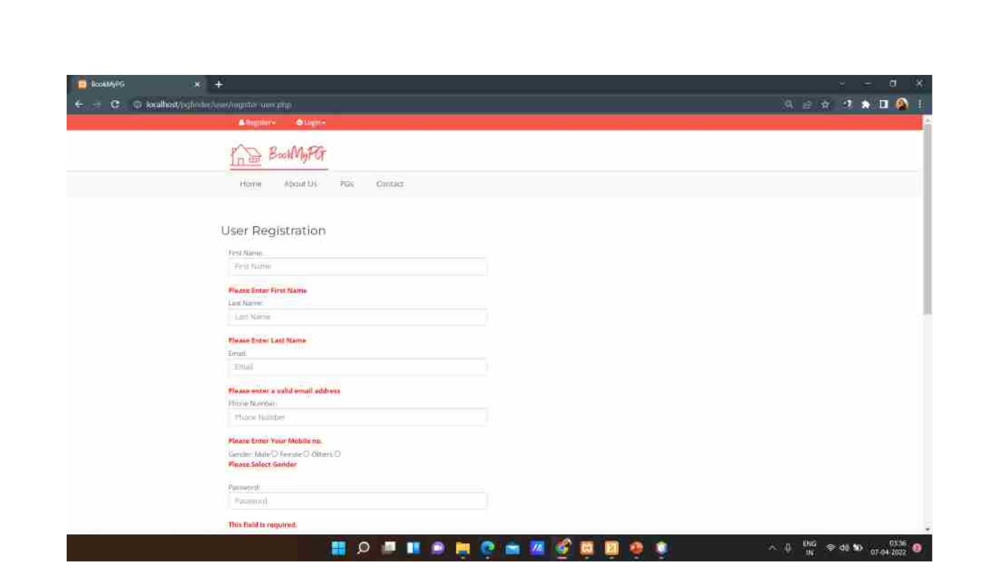 BookMyPG
localhost/pgfinder/user/register-user.php
Register Login
BookMyPG
Home About Us PGs Contact
User Registration
First Name:
First Name
Please Enter First Name
Last Name:
Last Name
Please Enter Last Name
Email:
Email
Please enter a valid email address
Phone Number:
Phone Number
Please Enter Your Mobile no.
Gender: Male Female Others
Please Select Gender
Password:
Password
This field is required.
ENG
IN
03:36
07-04-2022